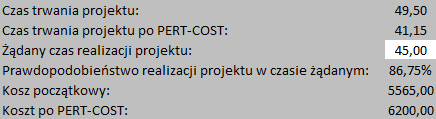 Czas trwania projektu: 49,50
Czas trwania projektu po PERT-COST: 41,15
Żądany czas realizacji projektu: 45,00
Prawdopodobieństwo realizacji projektu w czasie żądanym: 86,75%
Kosz początkowy: 5565,00
Koszt po PERT-COST: 6200,00